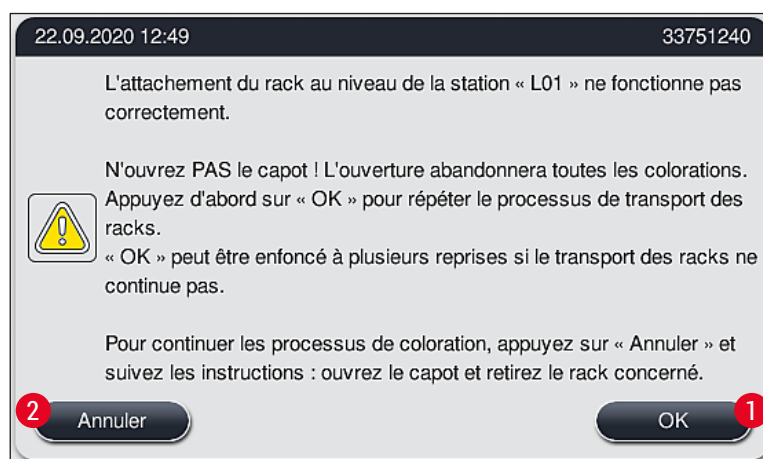 22.09.2020 12:49 33751240
L'attachement du rack au niveau de la station « L01 » ne fonctionne pas
correctement.
N'ouvrez PAS le capot ! L'ouverture abandonnera toutes les colorations.
Appuyez d'abord sur « OK » pour répéter le processus de transport des
racks.
« OK » peut être enfoncé à plusieurs reprises si le transport des racks ne
continue pas.
Pour continuer les processus de coloration, appuyez sur « Annuler » et
suivez les instructions : ouvrez le capot et retirez le rack concerné.
2 Annuler OK 1